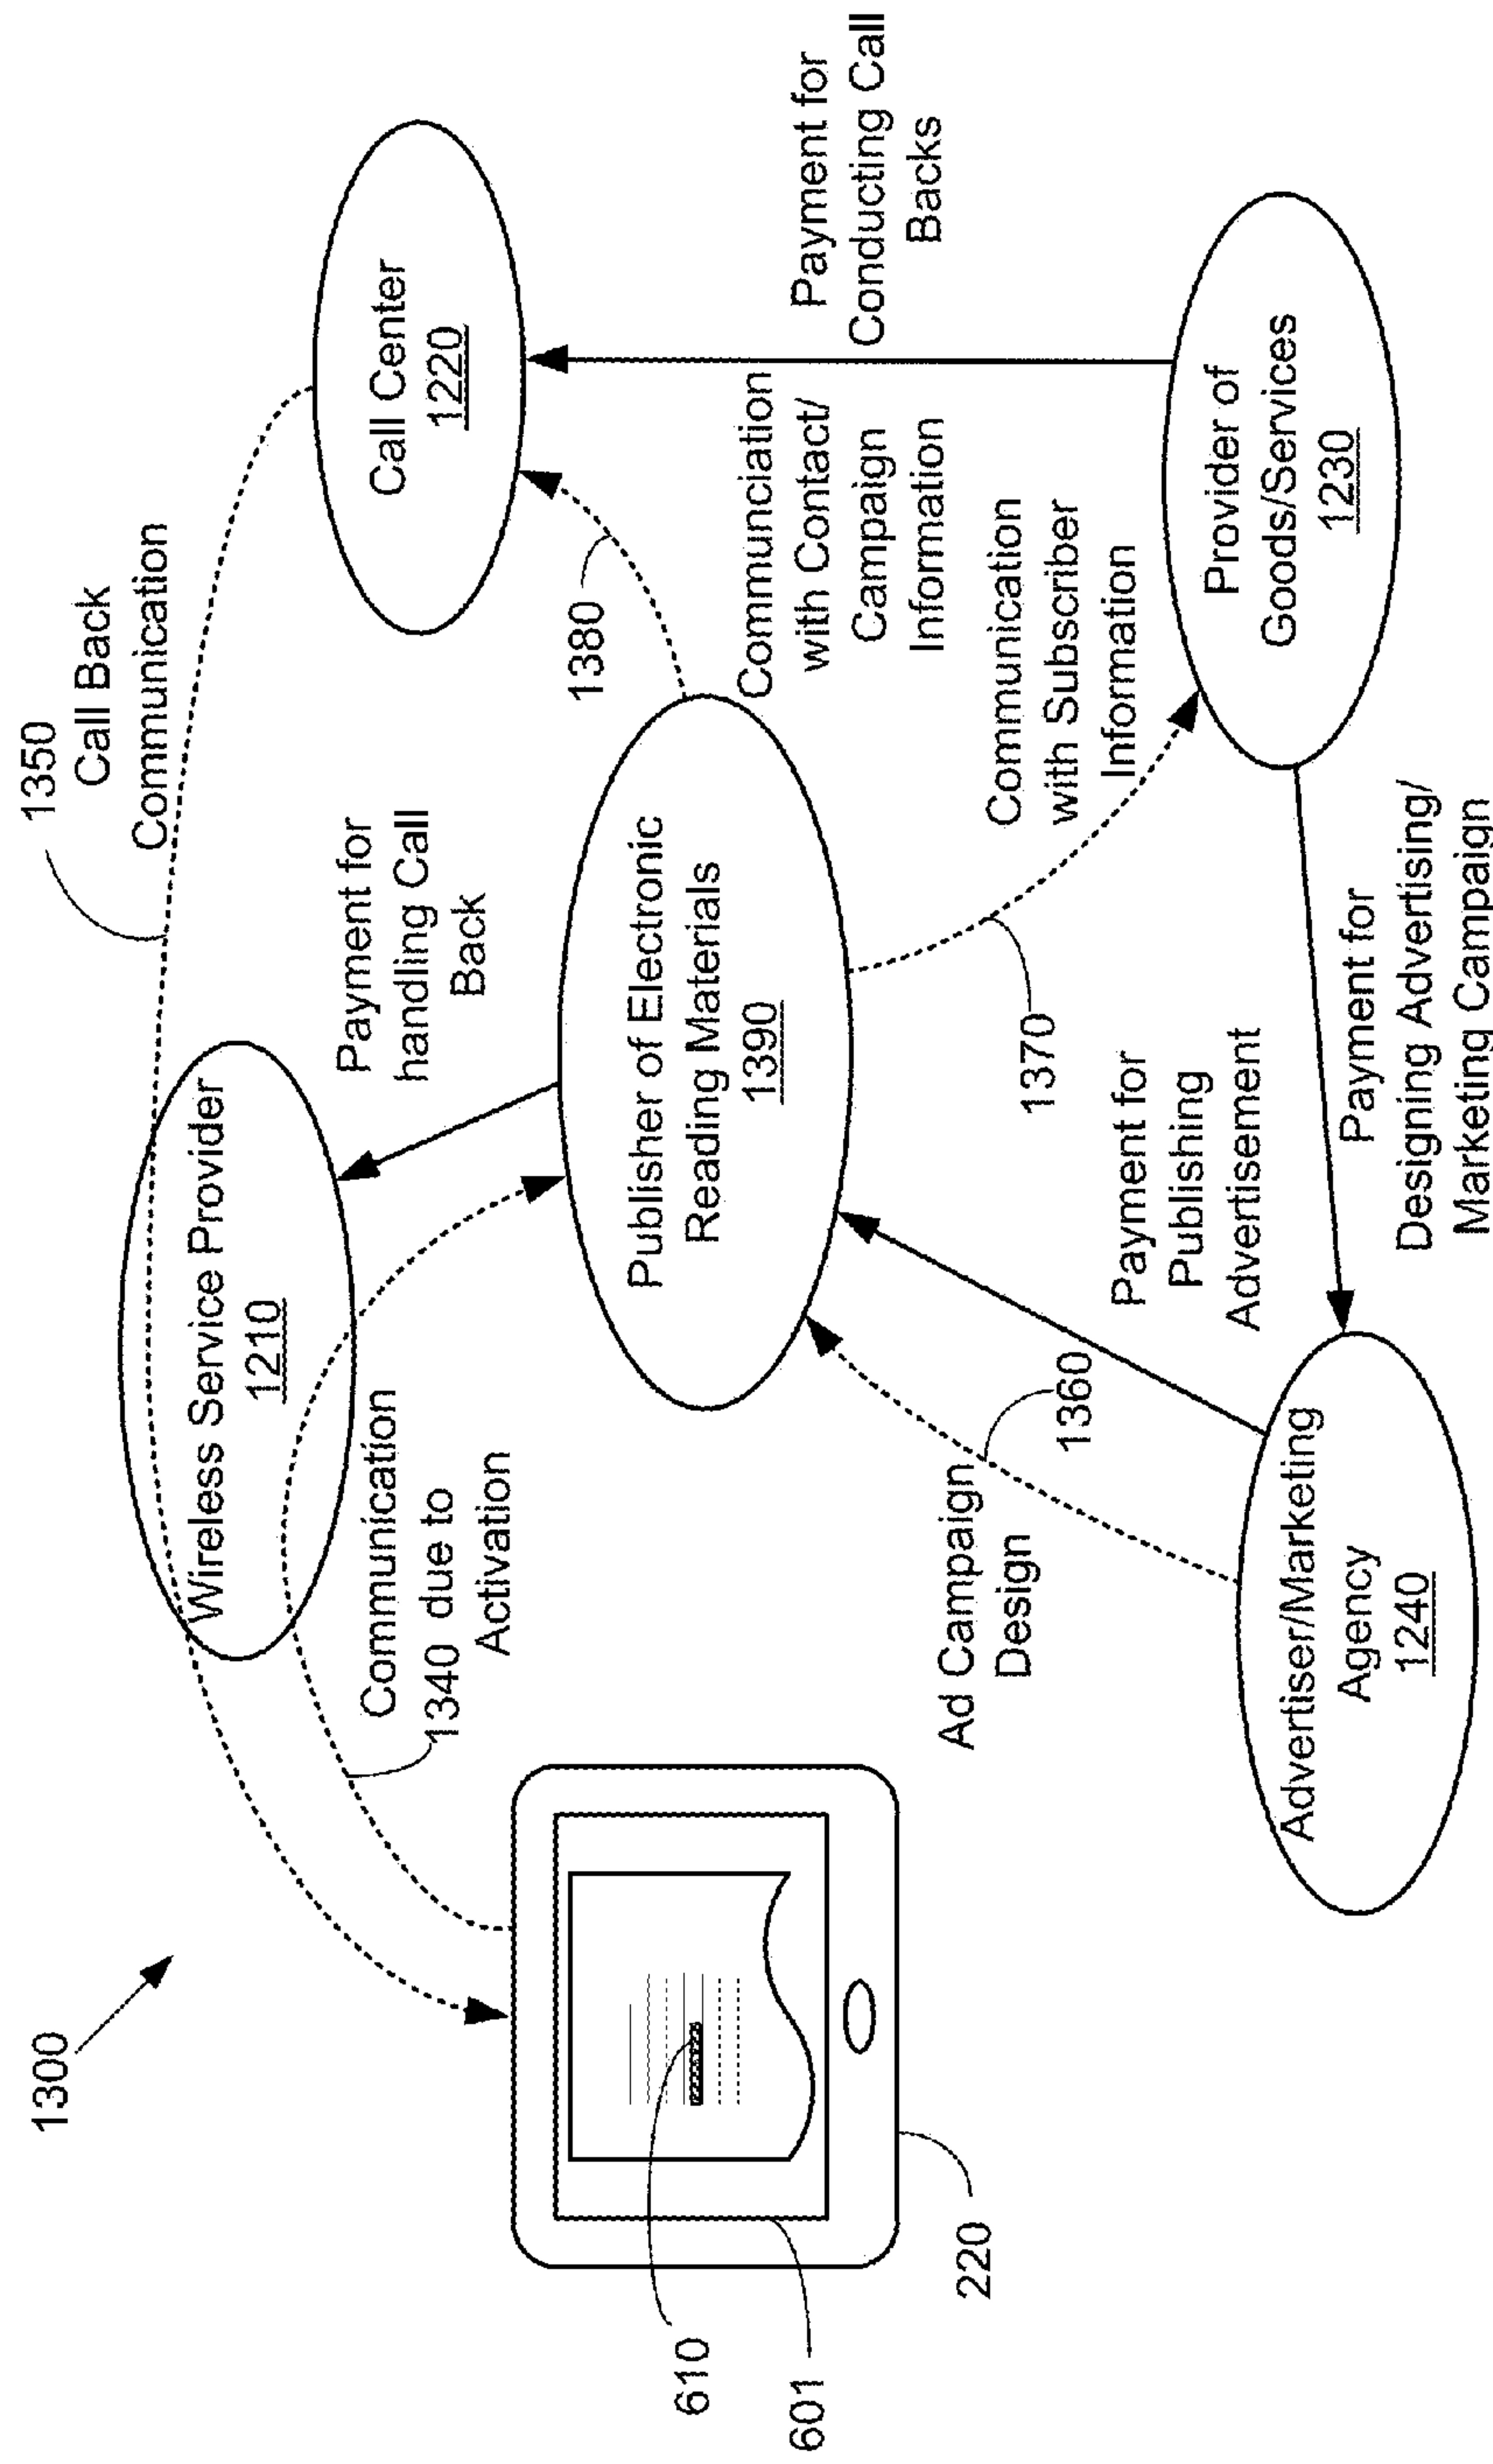 1300
1350
Call Back
Communication
Wireless Service Provider
1210
Payment for
handling Call
Back
Call Center
1220
Communication
1340 due to
Activation
1380
Publisher of Electronic
Reading Materials
1390
Communciation
with Contact/
Campaign
Information
Payment for
Conducting Call
Backs
610
601
220
Ad Campaign
Design
1360
Payment for
Publishing
Advertisement
1370
Communication
with Subscriber
Information
Provider of
Goods/Services
1230
Advertiser/Marketing
Agency
1240
Payment for
Designing Advertising/
Marketing Campaign